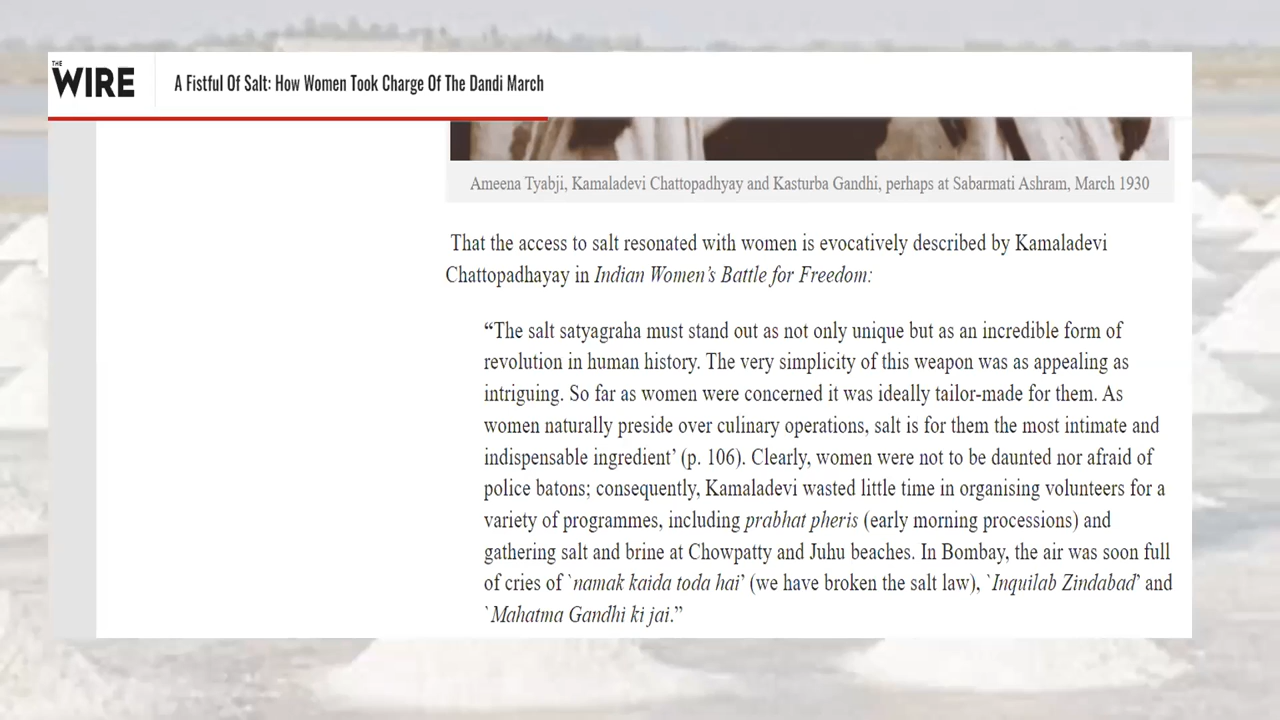 THE
WIRE
A Fistful Of Salt: How Women Took Charge Of The Dandi March
Ameena Tyabji, Kamaladevi Chattopadhyay and Kasturba Gandhi, perhaps at Sabarmati Ashram, March 1930
That the access to salt resonated with women is evocatively described by Kamaladevi
Chattopadhayay in Indian Women’s Battle for Freedom:
“The salt satyagraha must stand out as not only unique but as an incredible form of
revolution in human history. The very simplicity of this weapon was as appealing as
intriguing. So far as women were concerned it was ideally tailor-made for them. As
women naturally preside over culinary operations, salt is for them the most intimate and
indispensable ingredient’ (p. 106). Clearly, women were not to be daunted nor afraid of
police batons; consequently, Kamaladevi wasted little time in organising volunteers for a
variety of programmes, including prabhat pheris (early morning processions) and
gathering salt and brine at Chowpatty and Juhu beaches. In Bombay, the air was soon full
of cries of `namak kaida toda hai’ (we have broken the salt law), `Inquilab Zindabad’ and
`Mahatma Gandhi ki jai.”